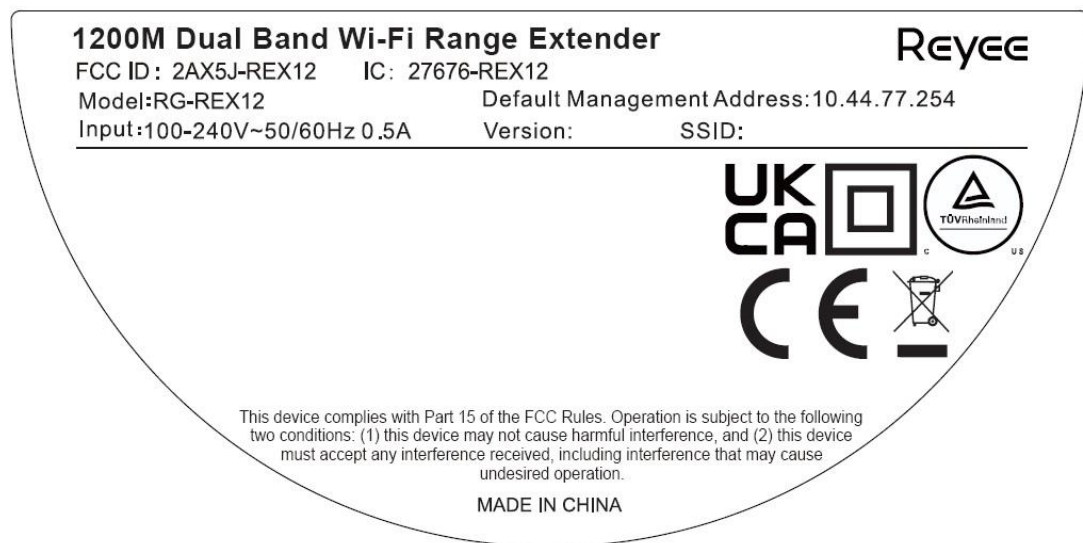 1200M Dual Band Wi-Fi Range Extender
Reyee
FCC ID: 2AX5J-REX12 IC: 27676-REX12
Model:RG-REX12 Default Management Address:10.44.77.254
Input:100-240V~50/60Hz 0.5A Version: SSID:
UK
CA
TÜVRheinland
C US
CE
This device complies with Part 15 of the FCC Rules. Operation is subject to the following
two conditions: (1) this device may not cause harmful interference, and (2) this device
must accept any interference received, including interference that may cause
undesired operation.
MADE IN CHINA